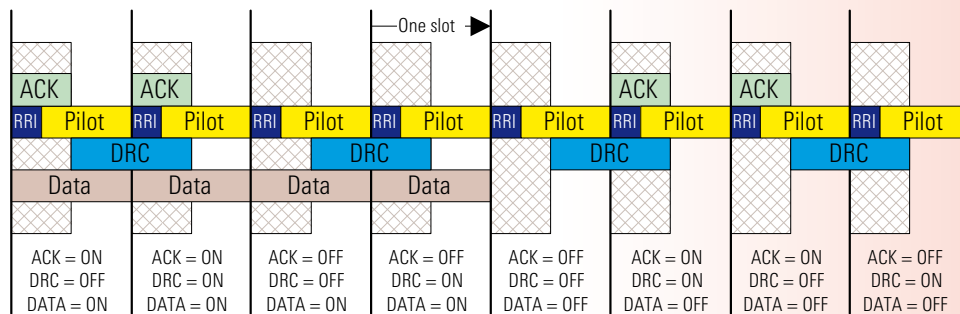 One slot
ACK ACK ACK ACK
RRI Pilot RRI Pilot RRI Pilot RRI Pilot RRI Pilot RRI Pilot RRI Pilot RRI Pilot
DRC DRC DRC DRC
Data Data Data Data
ACK = ON ACK = ON ACK = OFF ACK = OFF ACK = OFF ACK = ON ACK = ON ACK = OFF
DRC = OFF DRC = ON DRC = OFF DRC = ON DRC = OFF DRC = OFF DRC = ON DRC = ON
DATA = ON DATA = ON DATA = ON DATA = ON DATA = OFF DATA = OFF DATA = OFF DATA = OFF